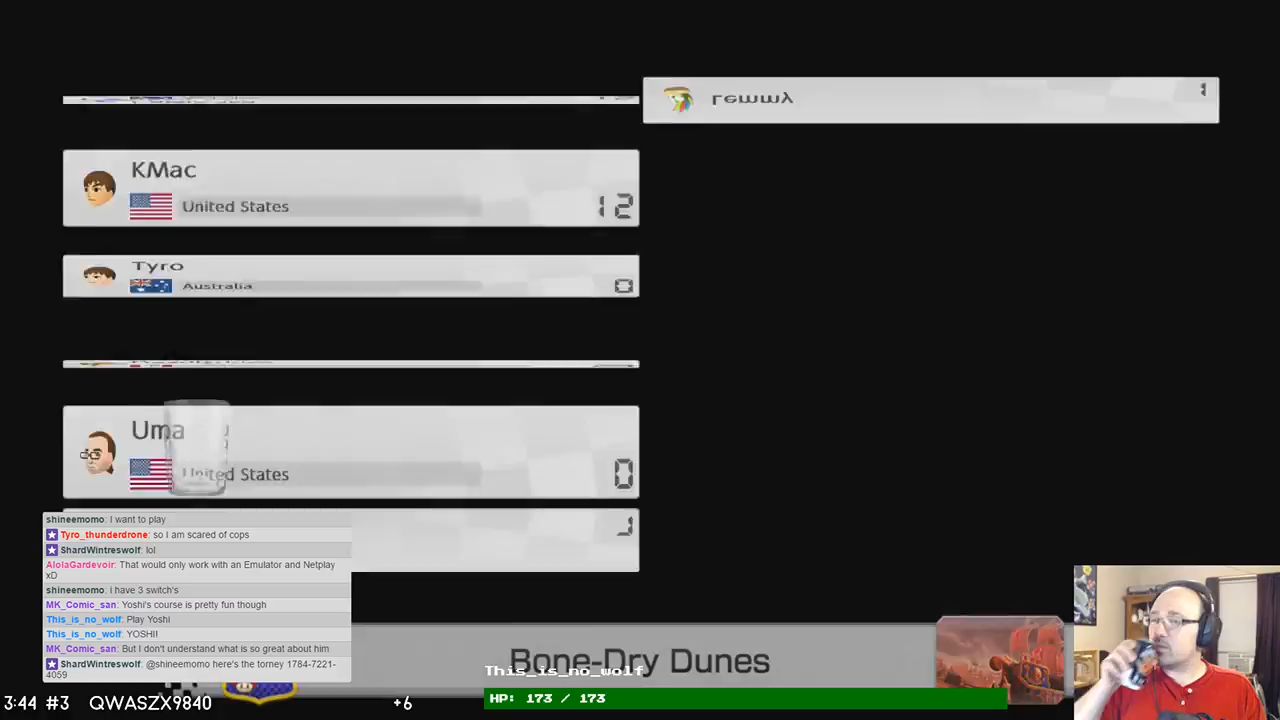 Lemmy
1
KMac
United States
12
Tyro
Australia
0
Uma
United States
0
shineemomo: I want to play
Tyro_thunderdrone: so I am scared of cops
ShardWintreswolf: lol
AlolaGardevoir: That would only work with an Emulator and Netplay
xD
shineemomo: I have 3 switch's
MK_Comic_san: Yoshi's course is pretty fun though
This_is_no_wolf: Play Yoshi
This_is_no_wolf: YOSHI!
MK_Comic_san: But I don't understand what is so great about him
ShardWintreswolf: @shineemomo here's the torney 1784-7221-
4059
Bone-Dry Dunes
This_is_no_wolf
HP: 173 / 173
3:44 #3 QWASZX9840 +6